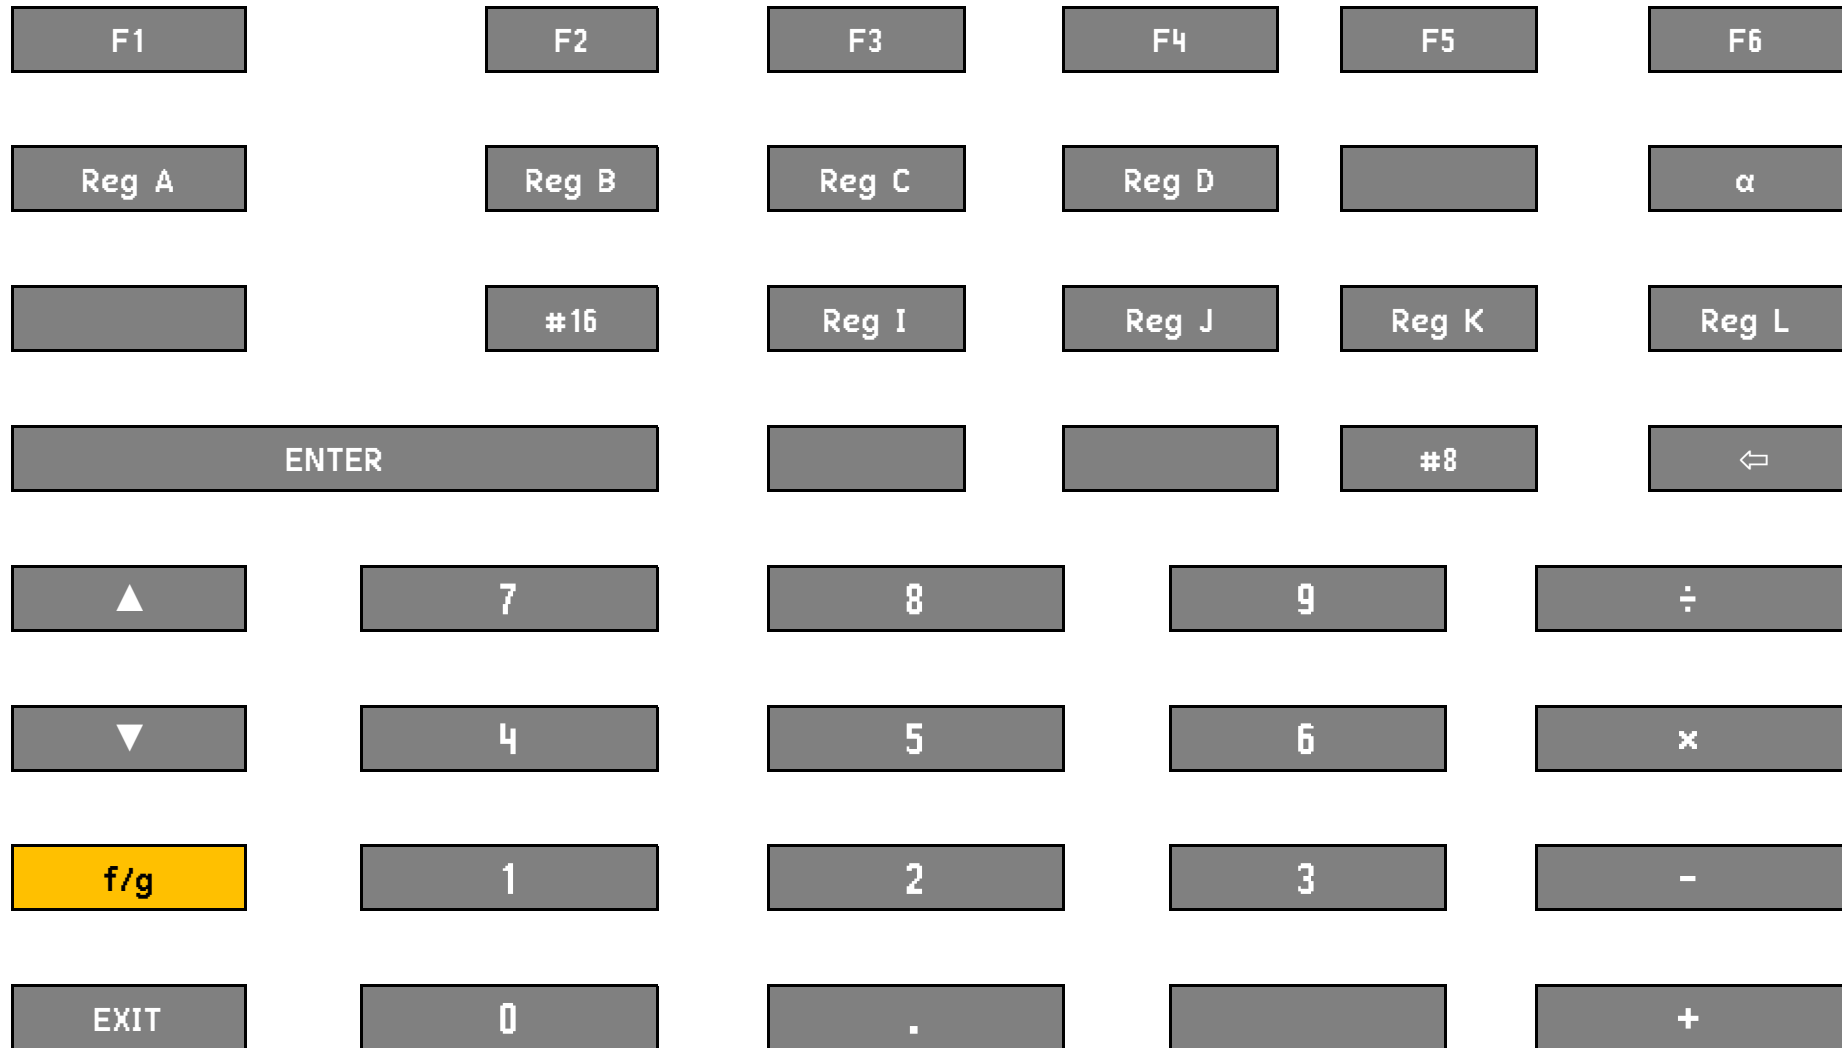 F1 F2 F3 F4 F5 F6
Reg A Reg B Reg C Reg D α
#16 Reg I Reg J Reg K Reg L
ENTER #8 ⇦
▲ 7 8 9 ÷
▼ 4 5 6 ×
f/g 1 2 3 -
EXIT 0 . +